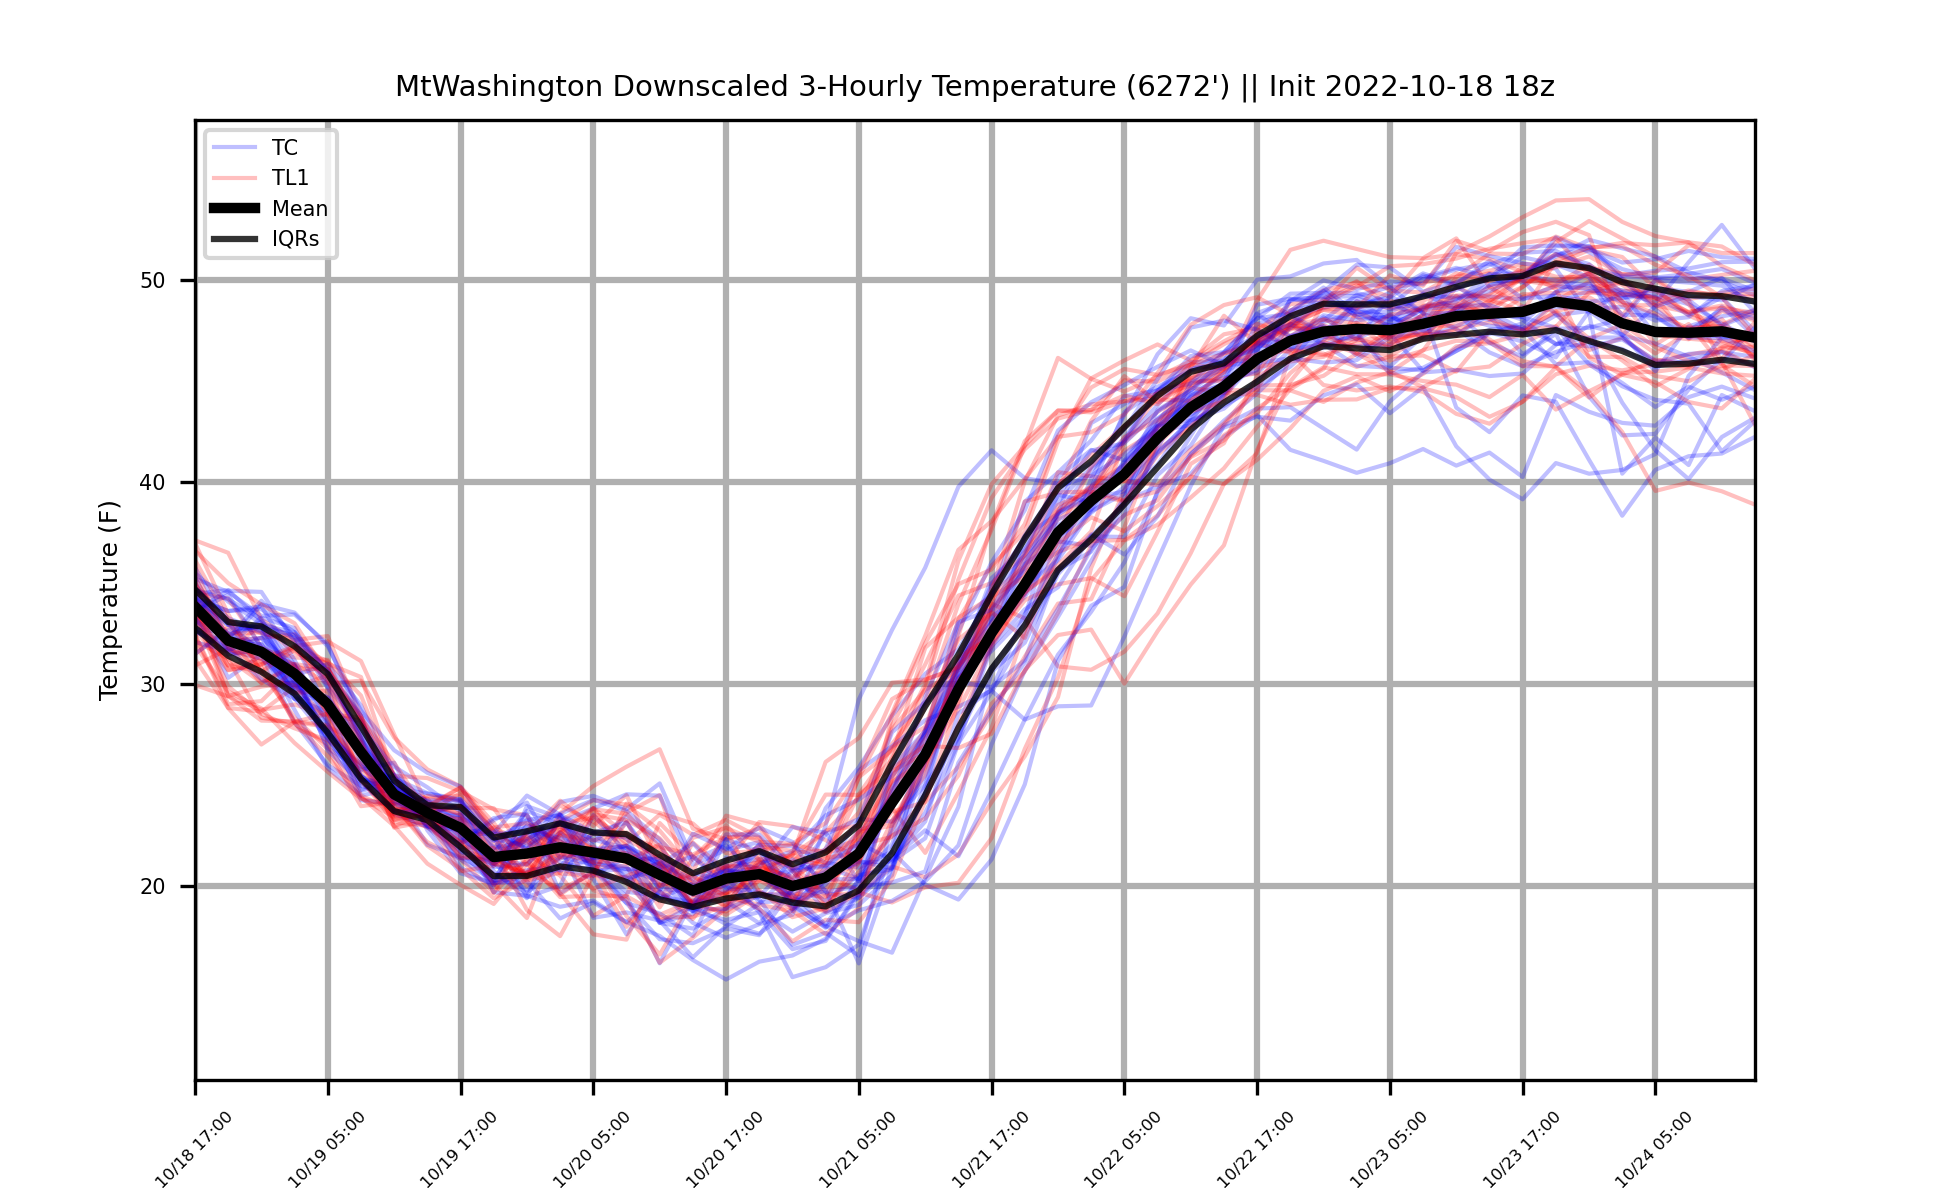 MtWashington Downscaled 3-Hourly Temperature (6272') || Init 2022-10-18 18z
TC
TL1
Mean
IQRs
Temperature (F)
50
40
30
20
10/18 17:00
10/19 05:00
10/19 17:00
10/20 05:00
10/20 17:00
10/21 05:00
10/21 17:00
10/22 05:00
10/22 17:00
10/23 05:00
10/23 17:00
10/24 05:00